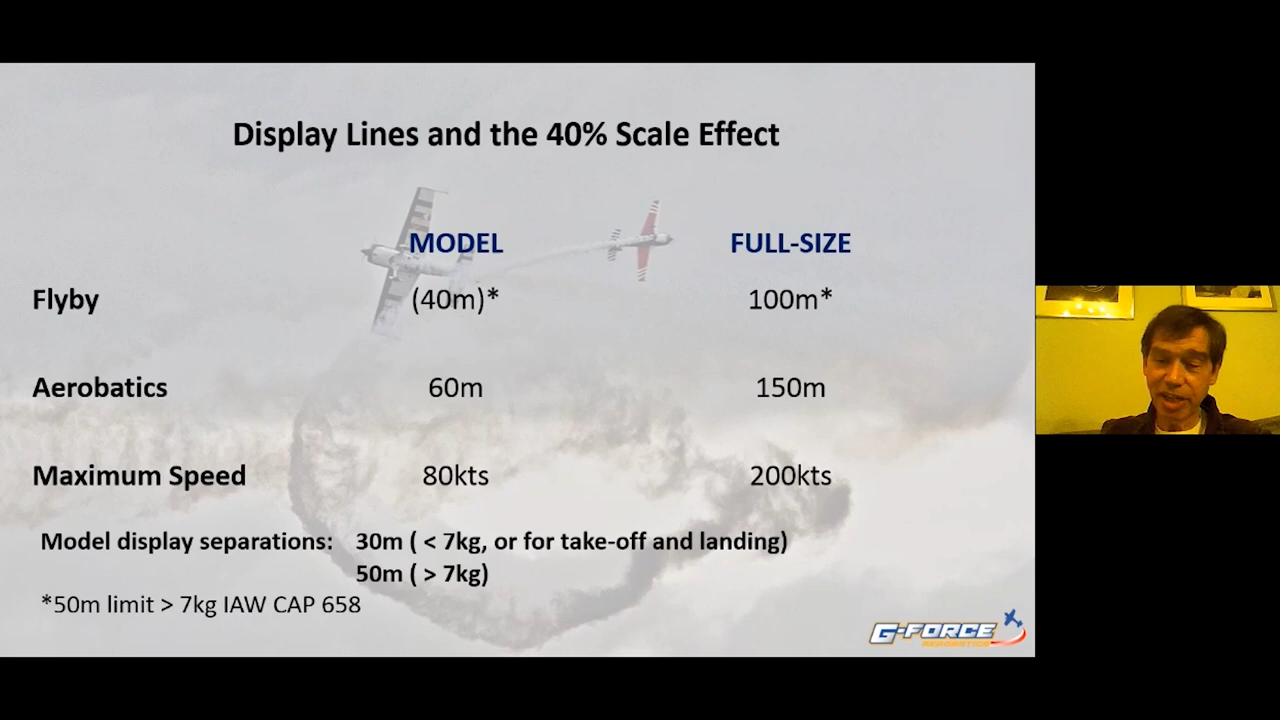 Display Lines and the 40% Scale Effect
MODEL FULL-SIZE
Flyby (40m)* 100m*
Aerobatics 60m 150m
Maximum Speed 80kts 200kts
Model display separations: 30m ( < 7kg, or for take-off and landing)
50m ( > 7kg)
*50m limit > 7kg IAW CAP 658
G-FORCE
AEROBATICS